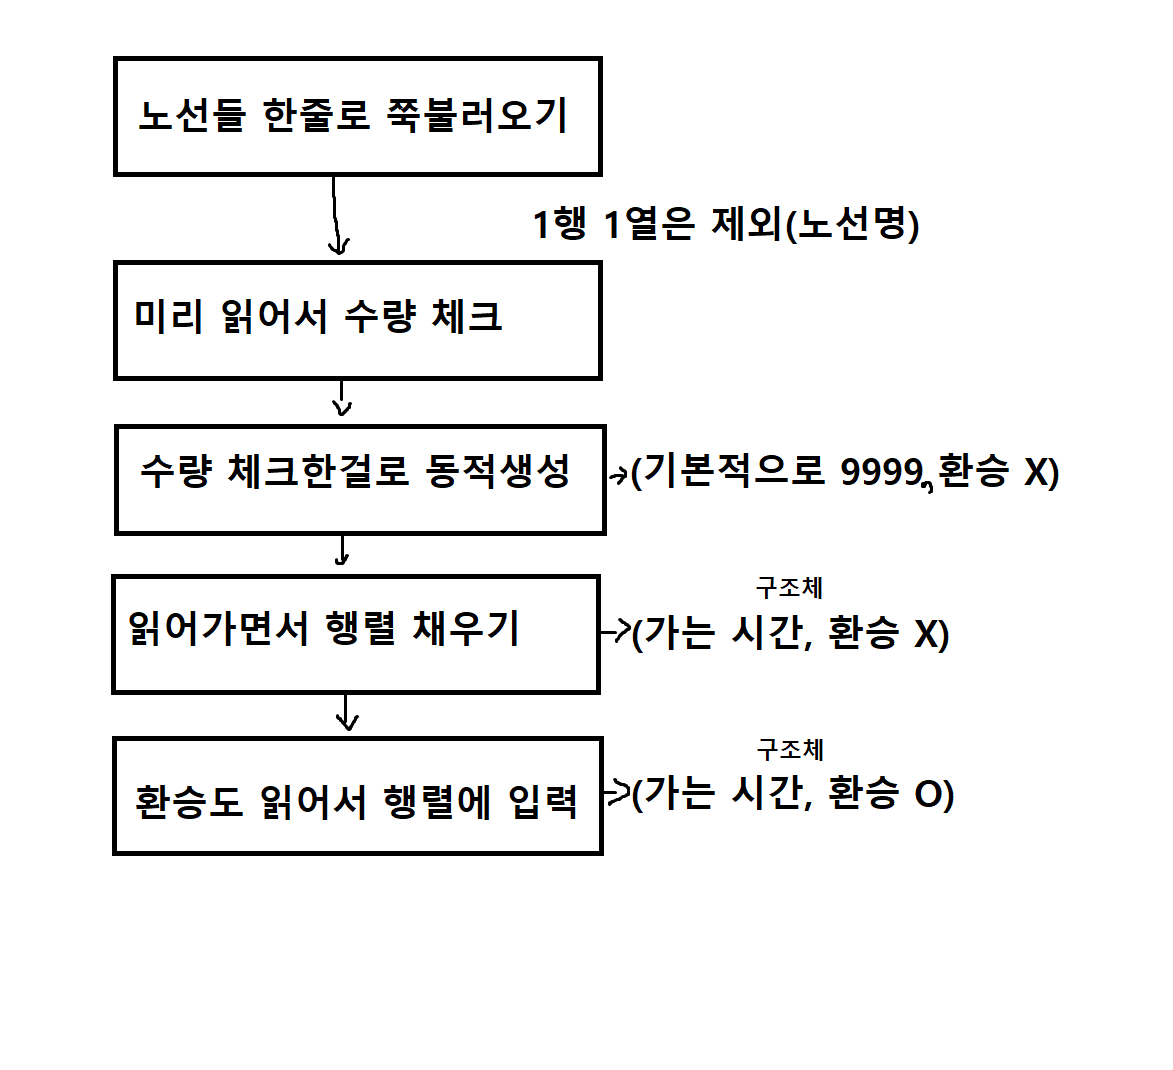 노선들 한줄로 쭉불러오기
1행 1열은 제외(노선명)
미리 읽어서 수량 체크
수량 체크한걸로 동적생성
(기본적으로 9999, 환승 X)
구조체
읽어가면서 행렬 채우기
(가는 시간, 환승 X)
구조체
환승도 읽어서 행렬에 입력
(가는 시간, 환승 O)